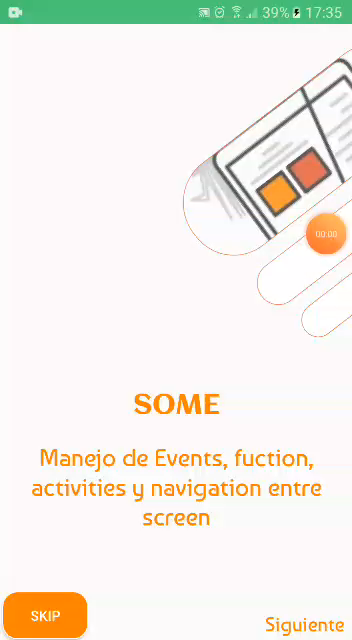 39% 17:35
00:00
SOME
Manejo de Events, fuction,
activities y navigation entre
screen
SKIP
Siguiente